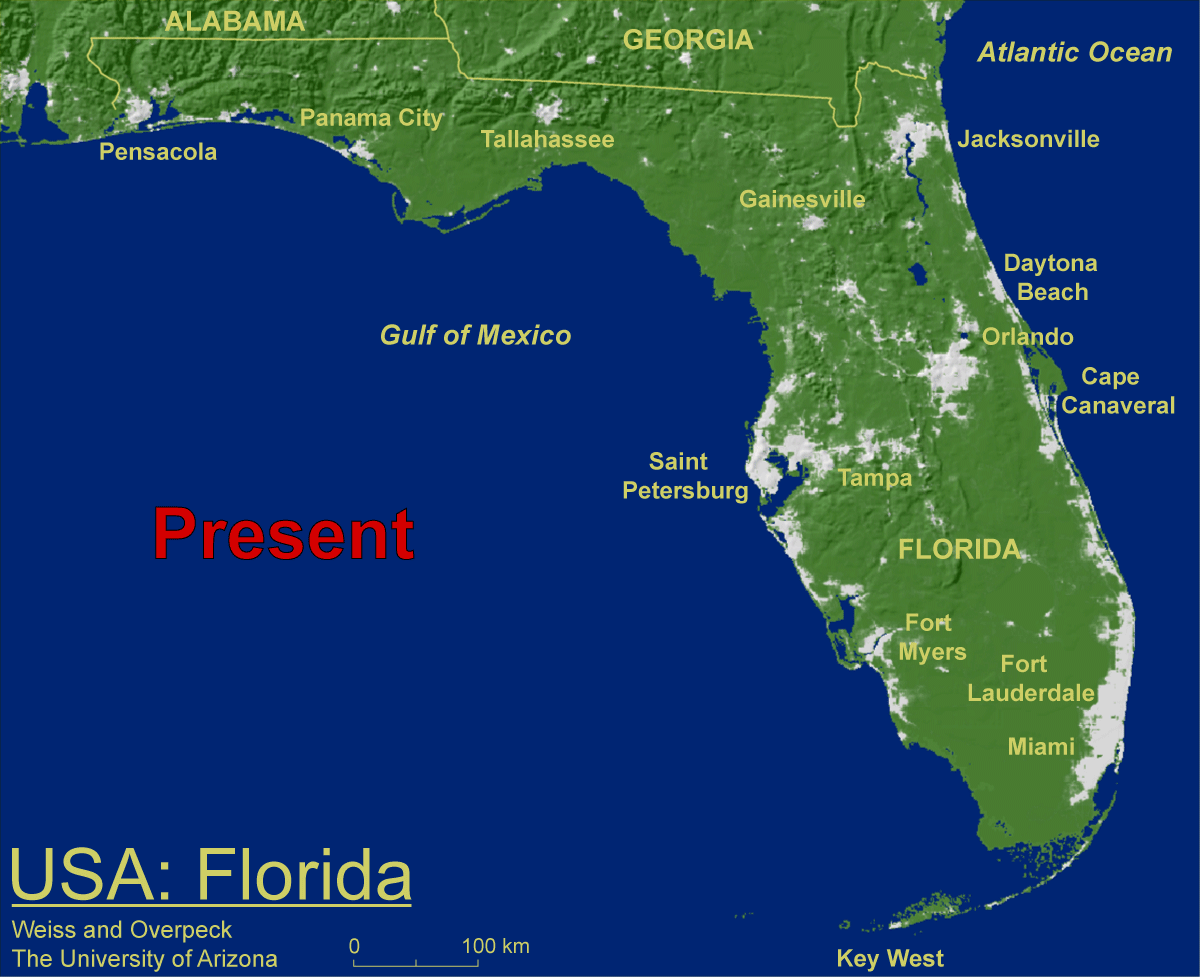 ALABAMA
GEORGIA
Atlantic Ocean
Panama City
Tallahassee
Jacksonville
Pensacola
Gainesville
Daytona
Beach
Gulf of Mexico
Orlando
Cape
Canaveral
Saint
Petersburg
Tampa
Present
FLORIDA
Fort
Myers
Fort
Lauderdale
Miami
USA: Florida
Weiss and Overpeck
The University of Arizona
0
100 km
Key West